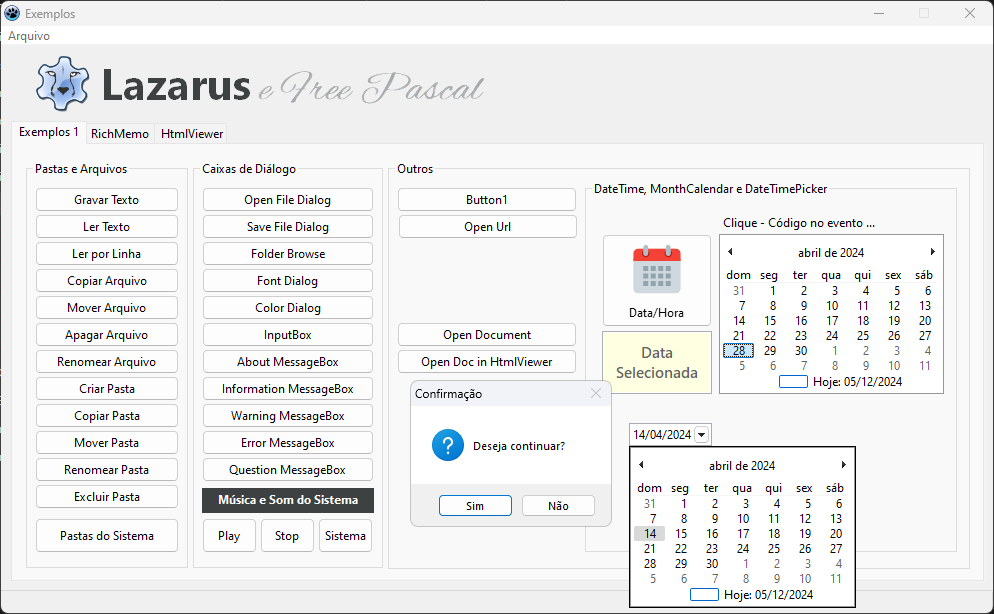 Exemplos
Arquivo
Lazarus e Free Pascal
Exemplos 1 RichMemo HtmlViewer
Pastas e Arquivos
Gravar Texto
Ler Texto
Ler por Linha
Copiar Arquivo
Mover Arquivo
Apagar Arquivo
Renomear Arquivo
Criar Pasta
Copiar Pasta
Mover Pasta
Renomear Pasta
Excluir Pasta
Pastas do Sistema
Caixas de Diálogo
Open File Dialog
Save File Dialog
Folder Browse
Font Dialog
Color Dialog
InputBox
About MessageBox
Information MessageBox
Warning MessageBox
Error MessageBox
Question MessageBox
Música e Som do Sistema
Play Stop Sistema
Outros
Button1
Open Url
Open Document
Open Doc in HtmlViewer
Confirmação
?
Deseja continuar?
Sim Não
DateTime, MonthCalendar e DateTimePicker
Data/Hora
Data
Selecionada
Clique - Código no evento ...
abril de 2024
dom seg ter qua qui sex sáb
31 1 2 3 4 5 6
7 8 9 10 11 12 13
14 15 16 17 18 19 20
21 22 23 24 25 26 27
28 29 30 1 2 3 4
5 6 7 8 9 10 11
Hoje: 05/12/2024
14/04/2024
abril de 2024
dom seg ter qua qui sex sáb
31 1 2 3 4 5 6
7 8 9 10 11 12 13
14 15 16 17 18 19 20
21 22 23 24 25 26 27
28 29 30 1 2 3 4
5 6 7 8 9 10 11
Hoje: 05/12/2024